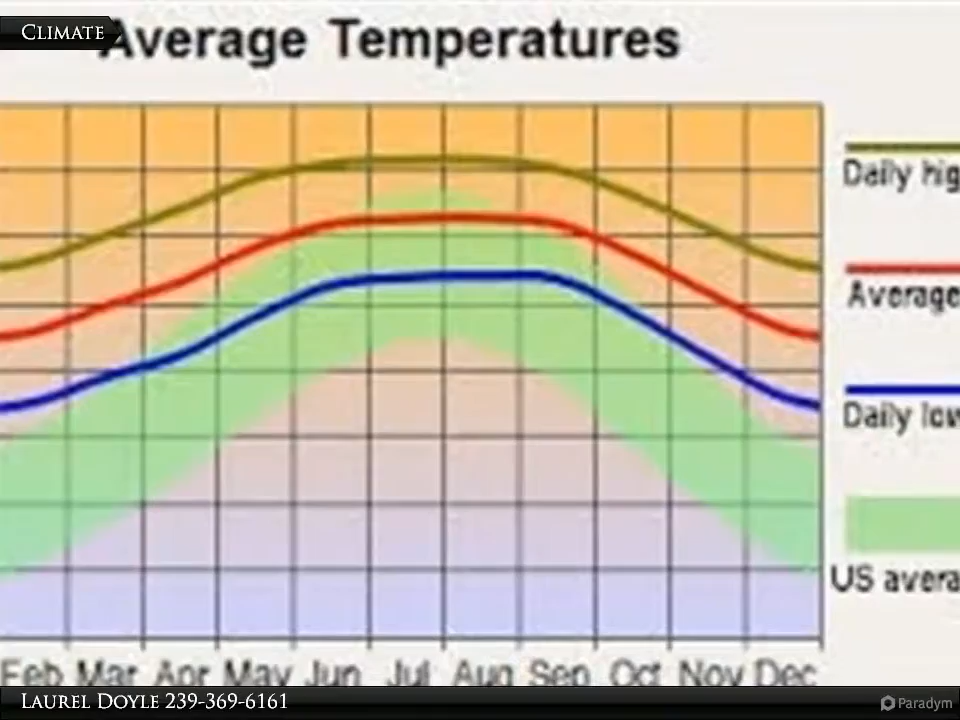 CLIMATE
Average Temperatures
Daily hig
Average
Daily low
US avera
Feb Mar Apr May Jun Jul Aug Sep Oct Nov Dec
LAUREL DOYLE 239-369-6161
Paradym